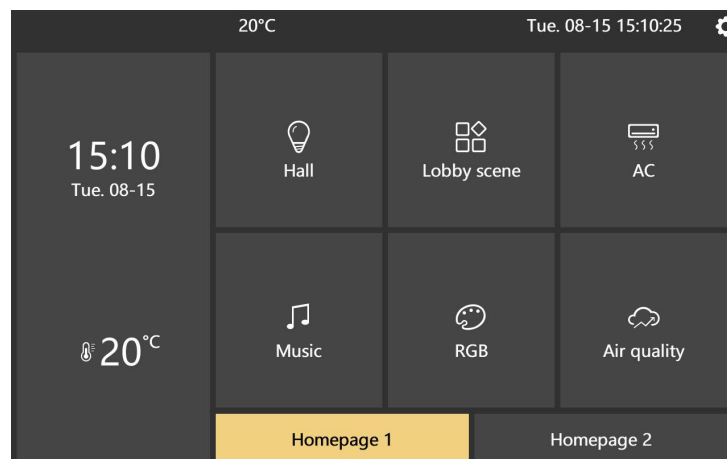 20°C
Tue. 08-15 15:10:25
15:10
Tue. 08-15
20°C
Hall
Lobby scene
AC
Music
RGB
Air quality
Homepage 1
Homepage 2